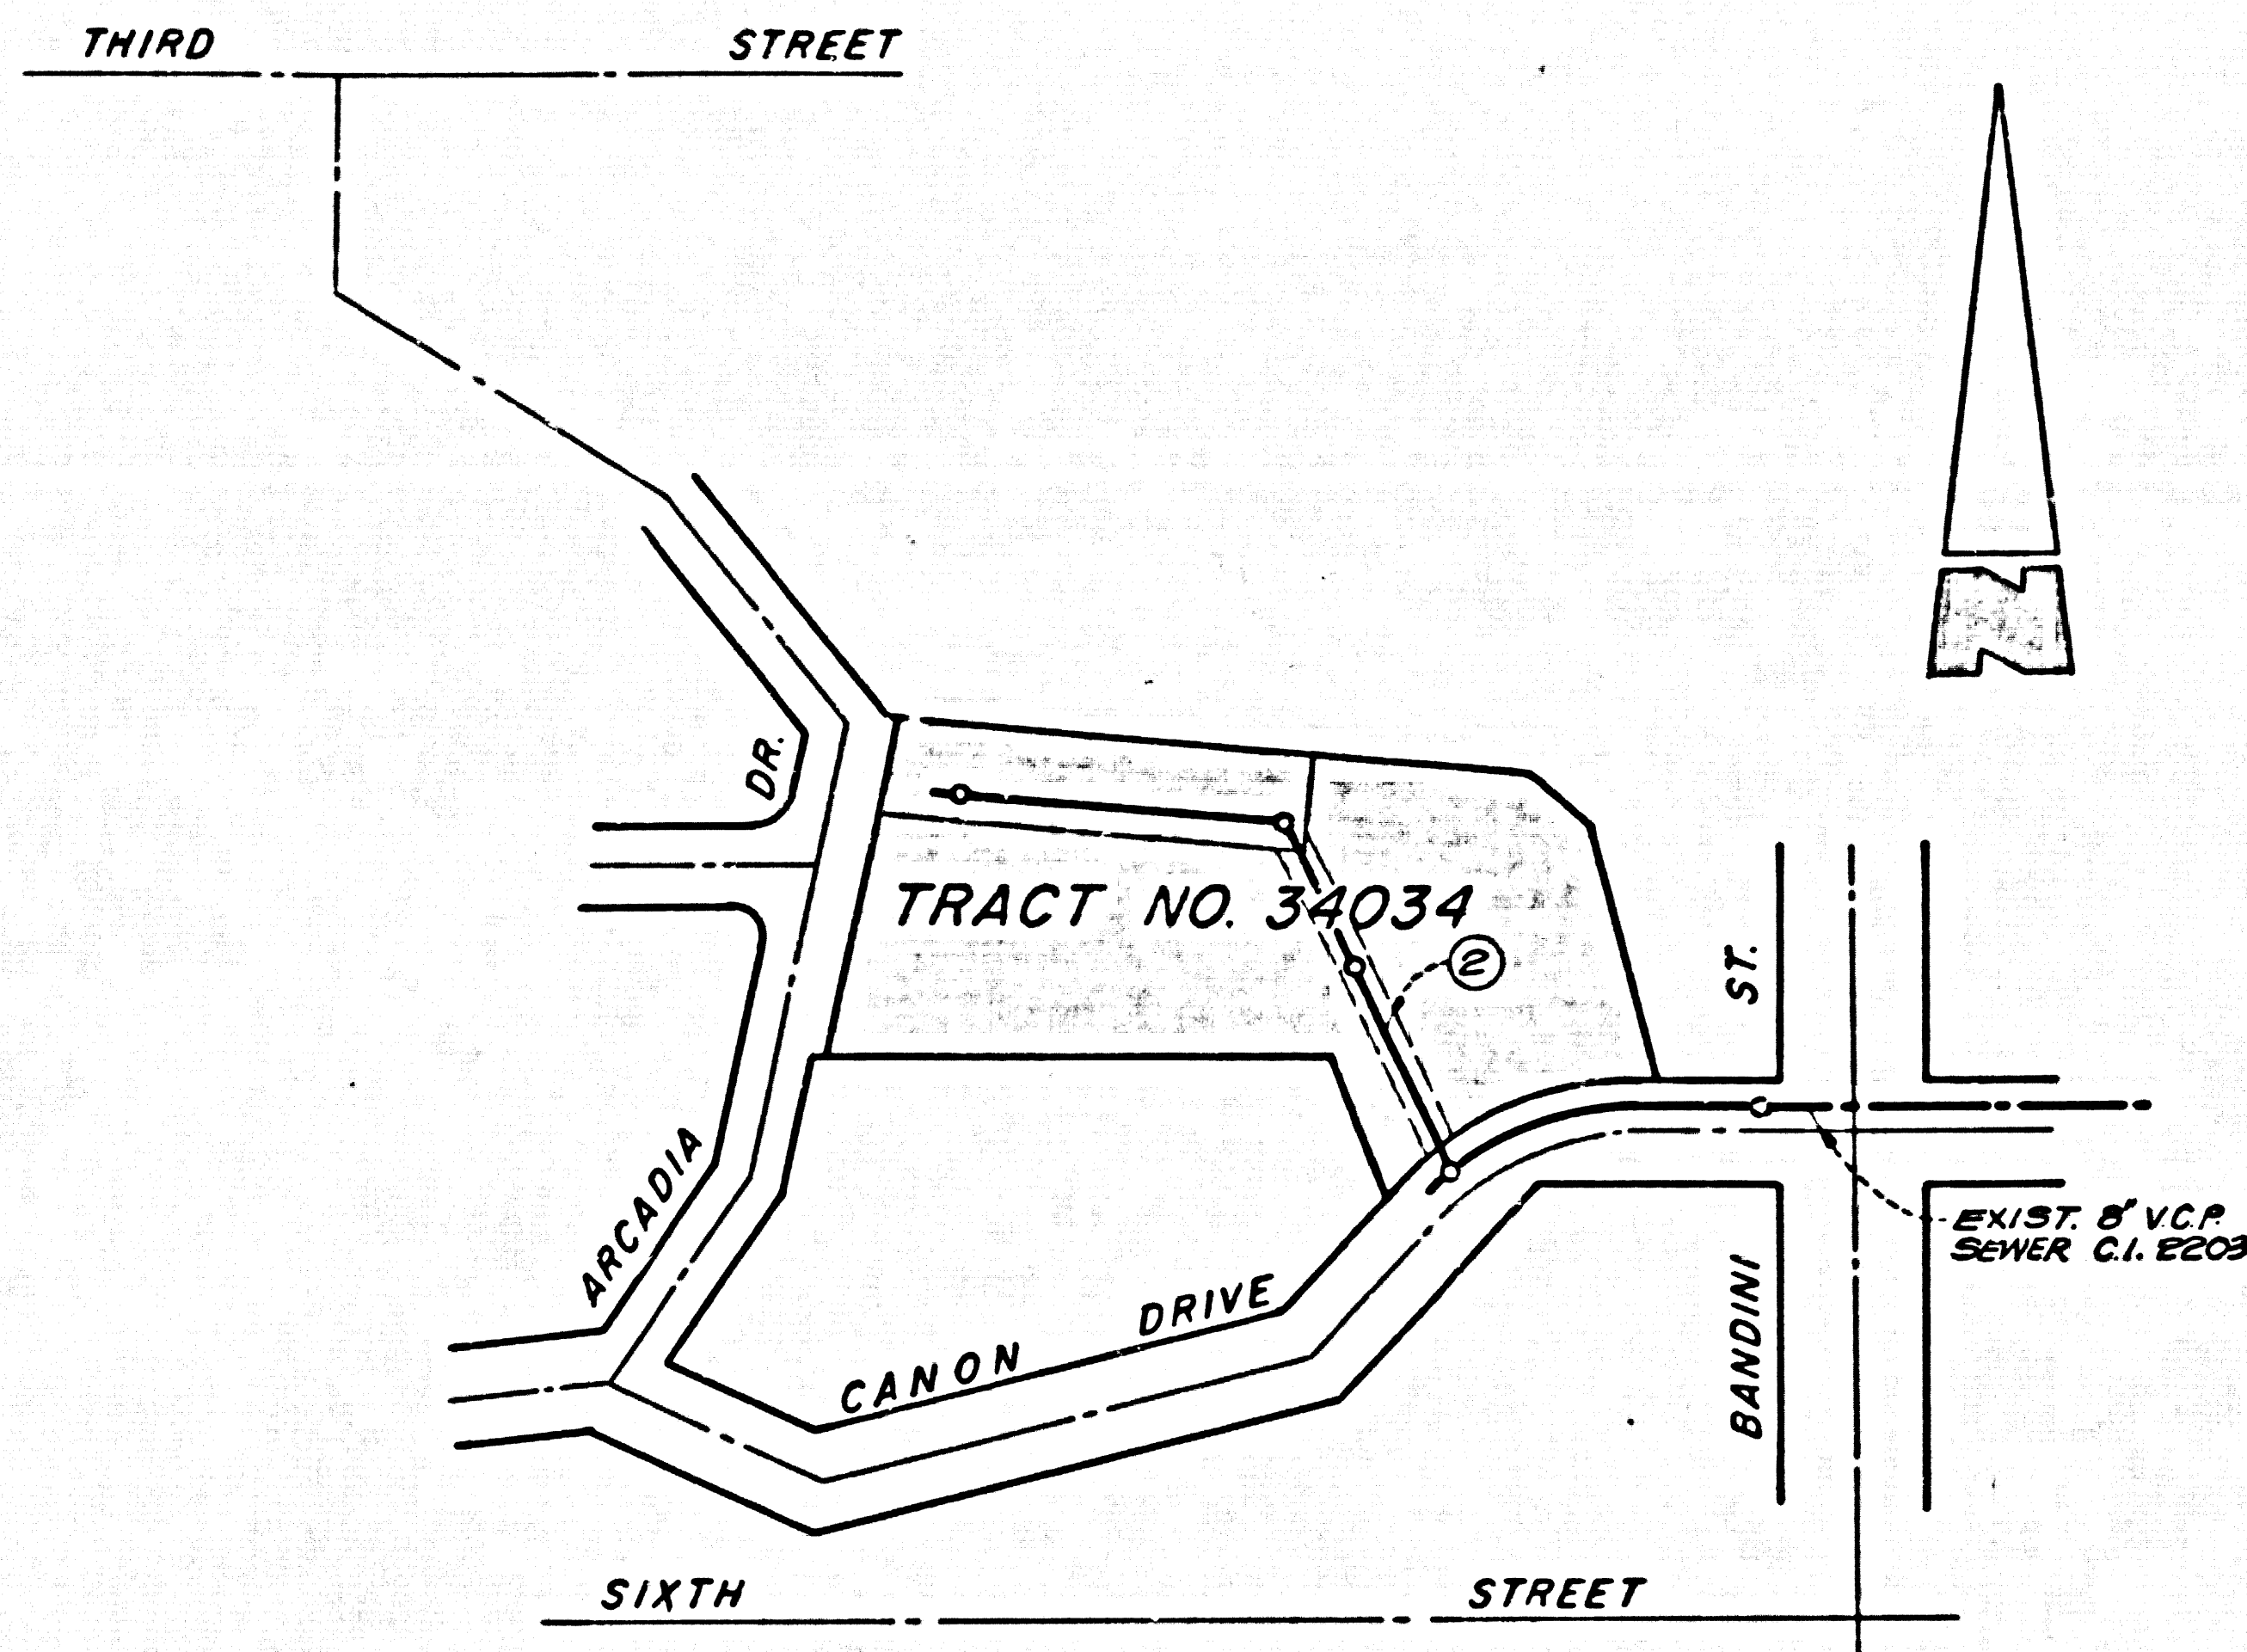 THIRD STREET
N
DR.
TRACT NO. 34034
2
ST.
ARCADIA
EXIST. 8" V.C.P.
SEWER C.I. 2203
CANON DRIVE
BANDINI
SIXTH STREET